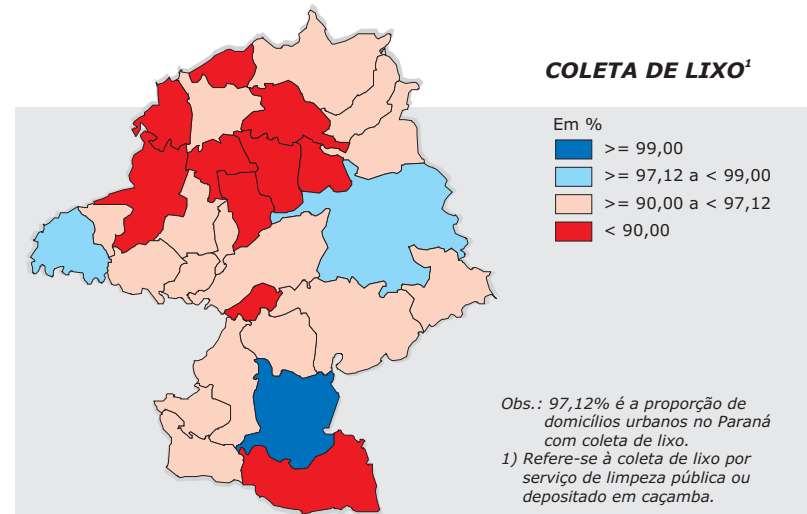 COLETA DE LIXO¹
Em %
>= 99,00
>= 97,12 a < 99,00
>= 90,00 a < 97,12
< 90,00
Obs.: 97,12% é a proporção de
domicílios urbanos no Paraná
com coleta de lixo.
1) Refere-se à coleta de lixo por
serviço de limpeza pública ou
depositado em caçamba.